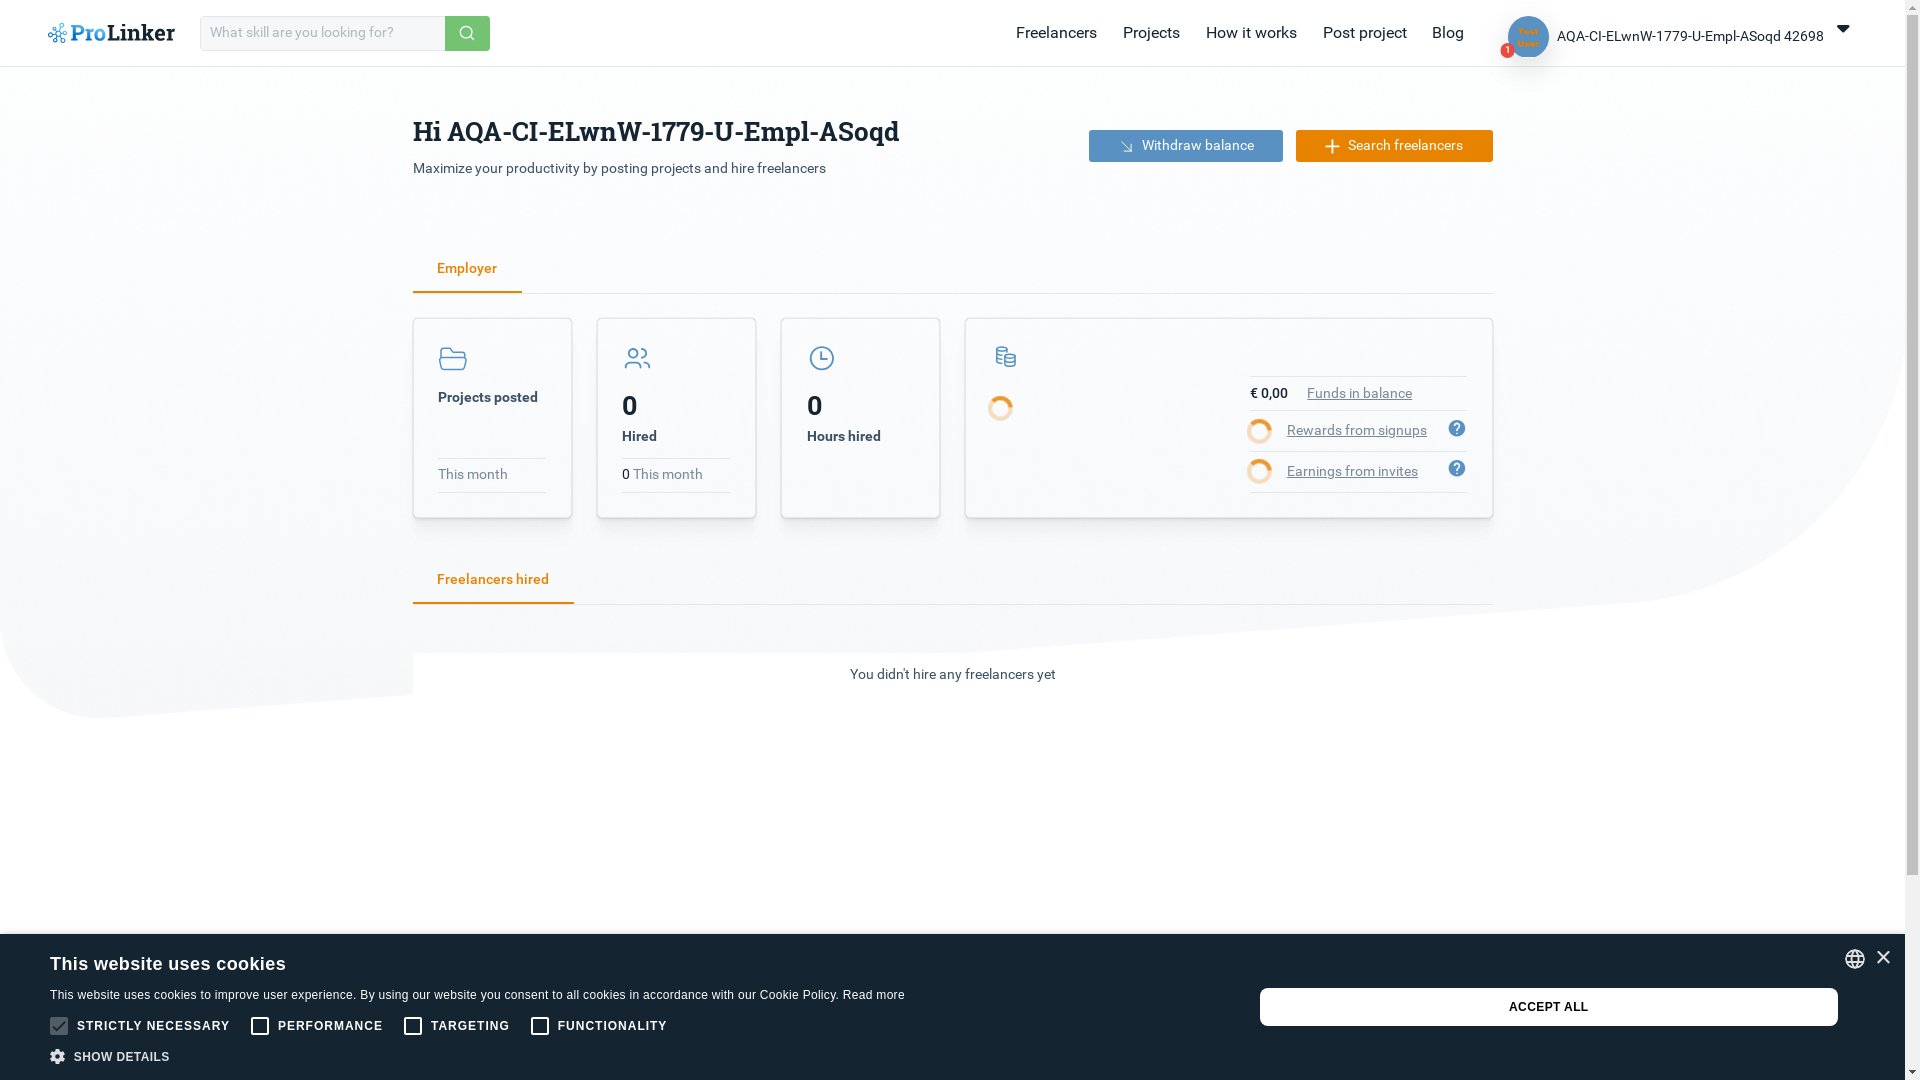 ProLinker
What skill are you looking for?
Freelancers
Projects
How it works
Post project
Blog
Test
User
1
AQA-CI-ELwnW-1779-U-Empl-ASoqd 42698
Hi AQA-CI-ELwnW-1779-U-Empl-ASoqd
Maximize your productivity by posting projects and hire freelancers
Withdraw balance
Search freelancers
Employer
Projects posted
This month
0
Hired
0 This month
0
Hours hired
€ 0,00 Funds in balance
Rewards from signups ?
Earnings from invites ?
Freelancers hired
You didn't hire any freelancers yet
This website uses cookies
This website uses cookies to improve user experience. By using our website you consent to all cookies in accordance with our Cookie Policy. Read more
STRICTLY NECESSARY
PERFORMANCE
TARGETING
FUNCTIONALITY
SHOW DETAILS
ACCEPT ALL
×